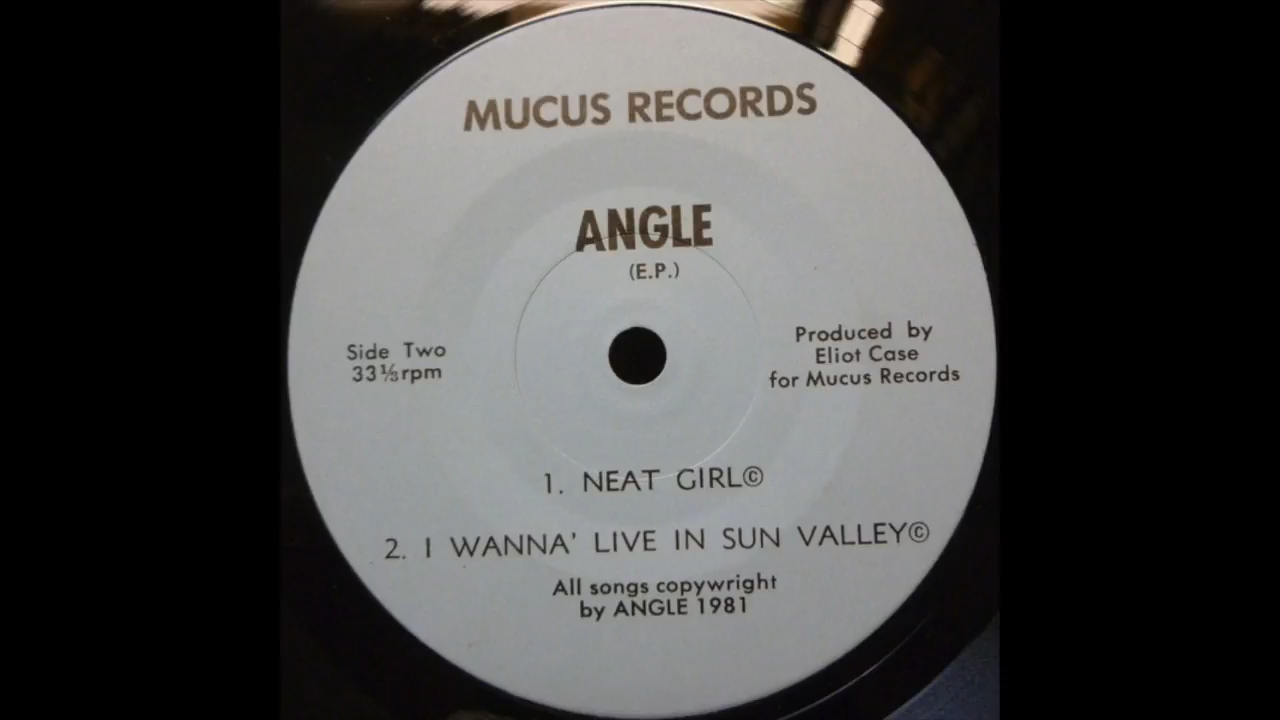 MUCUS RECORDS
ANGLE
(E.P.)
Side Two
33⅓rpm
Produced by
Eliot Case
for Mucus Records
1. NEAT GIRL©
2. I WANNA' LIVE IN SUN VALLEY©
All songs copywright
by ANGLE 1981